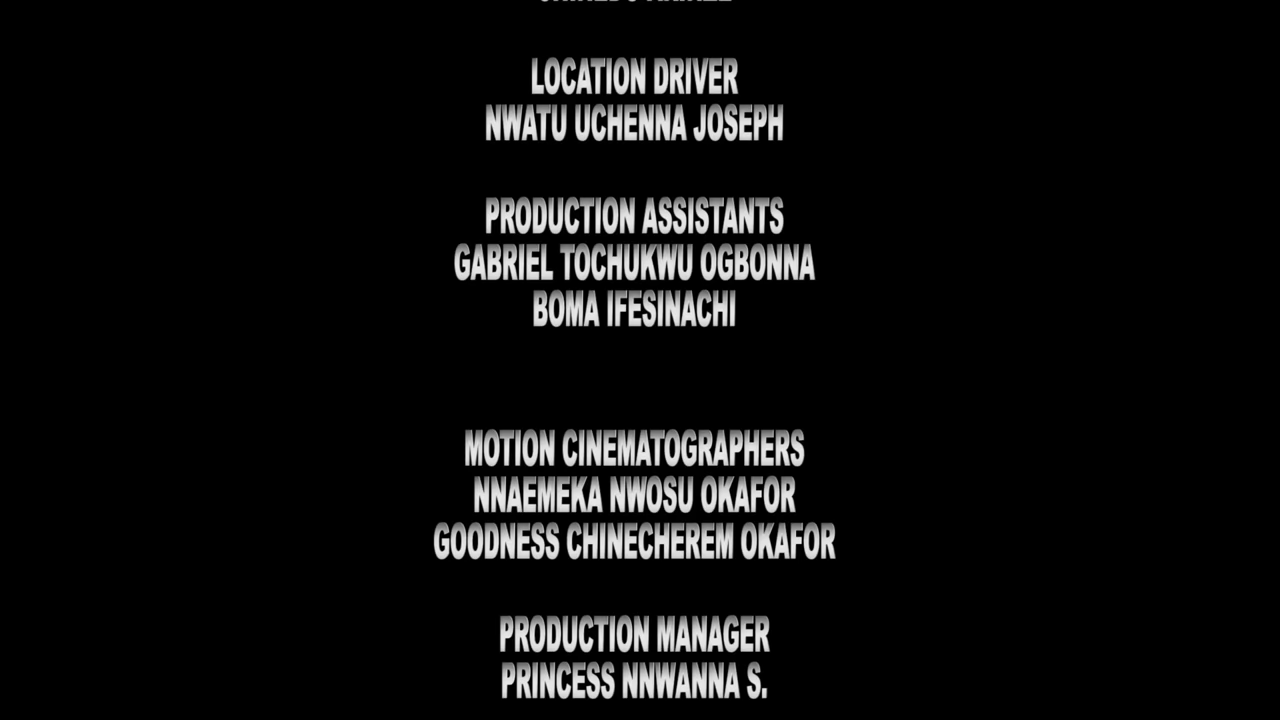 LOCATION DRIVER
NWATU UCHENNA JOSEPH
PRODUCTION ASSISTANTS
GABRIEL TOCHUKWU OGBONNA
BOMA IFESINACHI
MOTION CINEMATOGRAPHERS
NNAEMEKA NWOSU OKAFOR
GOODNESS CHINECHEREM OKAFOR
PRODUCTION MANAGER
PRINCESS NNWANNA S.